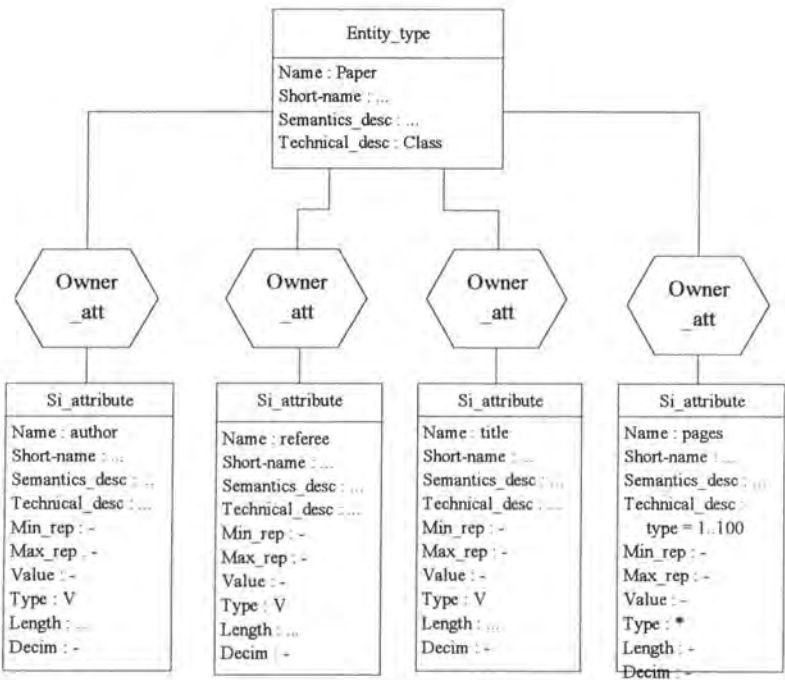 Entity_type
Name : Paper
Short-name : ...
Semantics_desc : ...
Technical_desc : Class
Owner
_att
Owner
_att
Owner
_att
Owner
_att
Si_attribute
Name : author
Short-name : ...
Semantics_desc : ...
Technical_desc : ...
Min_rep : -
Max_rep : -
Value : -
Type : V
Length : ...
Decim : -
Si_attribute
Name : referee
Short-name : ...
Semantics_desc : ...
Technical_desc : ...
Min_rep : -
Max_rep : -
Value : -
Type : V
Length : ...
Decim : -
Si_attribute
Name : title
Short-name : ...
Semantics_desc : ...
Technical_desc : ...
Min_rep : -
Max_rep : -
Value : -
Type : V
Length : ...
Decim : -
Si_attribute
Name : pages
Short-name : ...
Semantics_desc : ...
Technical_desc :
type = 1..100
Min_rep : -
Max_rep : -
Value : -
Type : *
Length : -
Decim : -